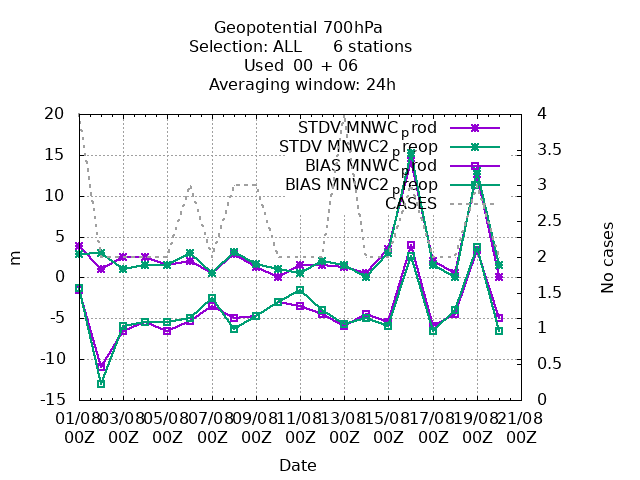 Geopotential 700hPa
Selection: ALL 6 stations
Used 00 + 06
Averaging window: 24h
STDV MNWC_prod
STDV MNWC2_preop
BIAS MNWC_prod
BIAS MNWC2_preop
CASES
20
15
10
5
0
-5
-10
-15
m
4
3.5
3
2.5
2
1.5
1
0.5
0
No cases
01/08 03/08 05/08 07/08 09/08 11/08 13/08 15/08 17/08 19/08 21/08
00Z 00Z 00Z 00Z 00Z 00Z 00Z 00Z 00Z 00Z 00Z
Date